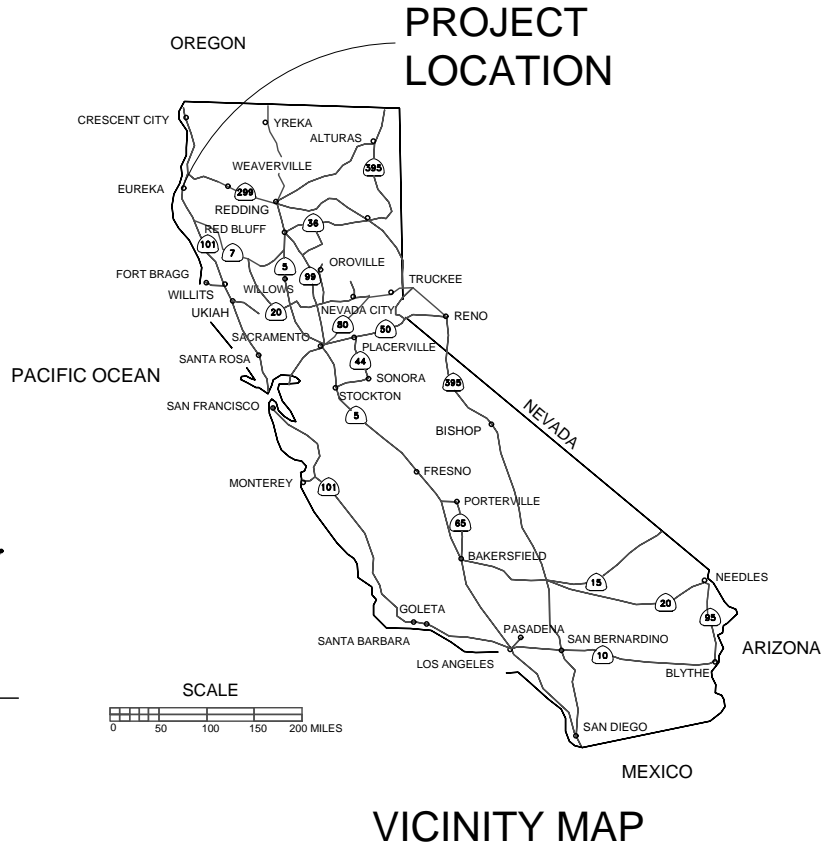 PROJECT
LOCATION
OREGON
CRESCENT CITY
YREKA
ALTURAS
WEAVERVILLE
395
EUREKA
299
REDDING
36
RED BLUFF
101
7
5
99
OROVILLE
FORT BRAGG
WILLITS
WILLOWS
TRUCKEE
UKIAH
20
NEVADA CITY
80
50
RENO
SACRAMENTO
PLACERVILLE
SANTA ROSA
44
SONORA
395
PACIFIC OCEAN
STOCKTON
SAN FRANCISCO
5
BISHOP
NEVADA
FRESNO
MONTEREY
101
PORTERVILLE
65
BAKERSFIELD
15
NEEDLES
20
95
GOLETA
SANTA BARBARA
PASADENA
SAN BERNARDINO
ARIZONA
LOS ANGELES
10
BLYTHE
SCALE
0 50 100 150 200 MILES
SAN DIEGO
MEXICO
VICINITY MAP